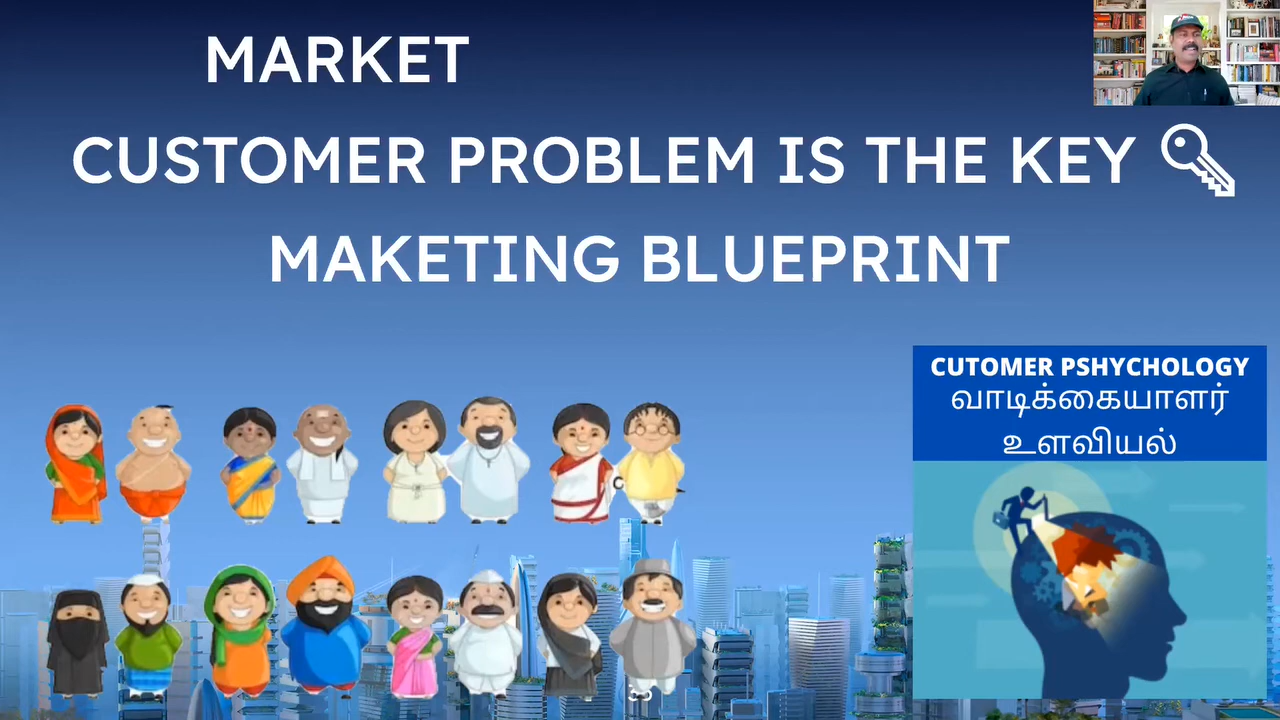 MARKET
CUSTOMER PROBLEM IS THE KEY
MAKETING BLUEPRINT
CUTOMER PSHYCHOLOGY
வாடிக்கையாளர்
உளவியல்